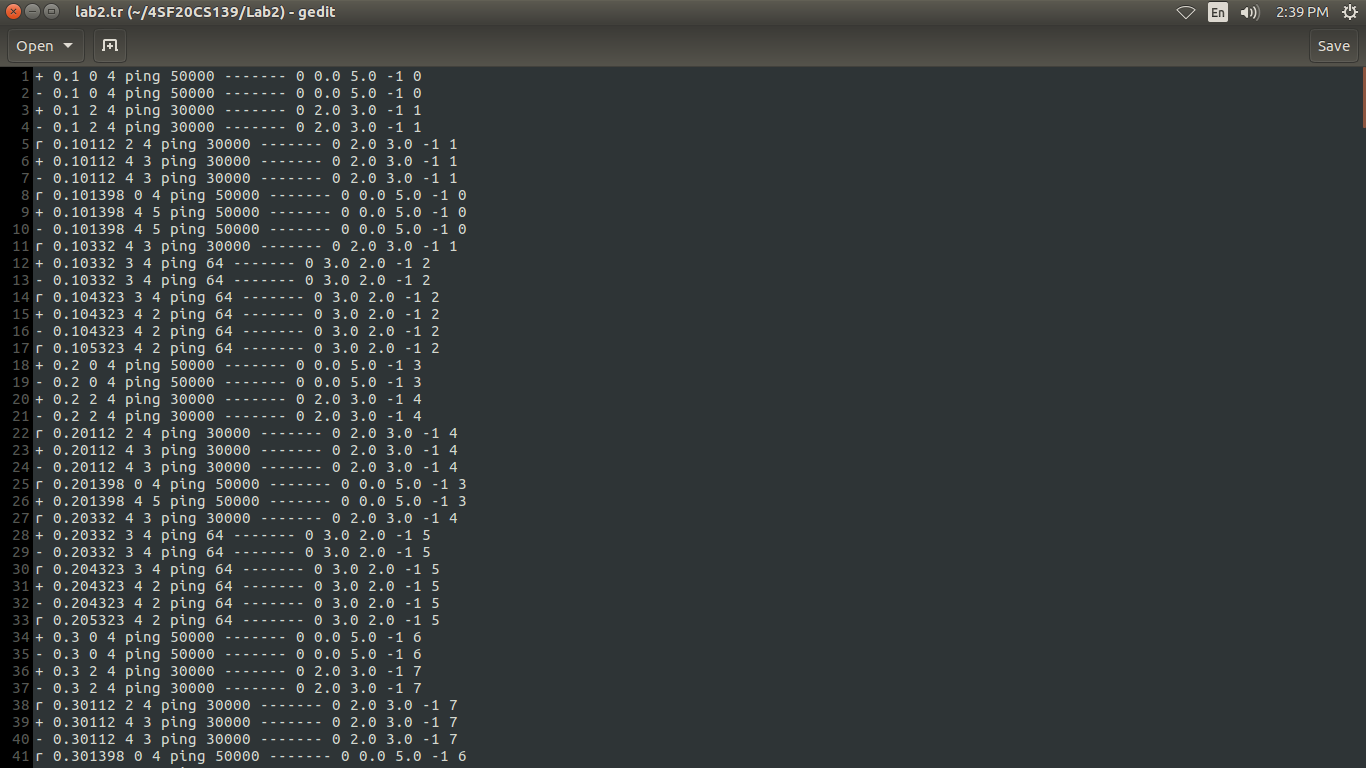 lab2.tr (~/4SF20CS139/Lab2) - gedit
En
2:39 PM
Open
Save
1 + 0.1 0 4 ping 50000 ------- 0 0.0 5.0 -1 0
2 - 0.1 0 4 ping 50000 ------- 0 0.0 5.0 -1 0
3 + 0.1 2 4 ping 30000 ------- 0 2.0 3.0 -1 1
4 - 0.1 2 4 ping 30000 ------- 0 2.0 3.0 -1 1
5 r 0.10112 2 4 ping 30000 ------- 0 2.0 3.0 -1 1
6 + 0.10112 4 3 ping 30000 ------- 0 2.0 3.0 -1 1
7 - 0.10112 4 3 ping 30000 ------- 0 2.0 3.0 -1 1
8 r 0.101398 0 4 ping 50000 ------- 0 0.0 5.0 -1 0
9 + 0.101398 4 5 ping 50000 ------- 0 0.0 5.0 -1 0
10 - 0.101398 4 5 ping 50000 ------- 0 0.0 5.0 -1 0
11 r 0.10332 4 3 ping 30000 ------- 0 2.0 3.0 -1 1
12 + 0.10332 3 4 ping 64 ------- 0 3.0 2.0 -1 2
13 - 0.10332 3 4 ping 64 ------- 0 3.0 2.0 -1 2
14 r 0.104323 3 4 ping 64 ------- 0 3.0 2.0 -1 2
15 + 0.104323 4 2 ping 64 ------- 0 3.0 2.0 -1 2
16 - 0.104323 4 2 ping 64 ------- 0 3.0 2.0 -1 2
17 r 0.105323 4 2 ping 64 ------- 0 3.0 2.0 -1 2
18 + 0.2 0 4 ping 50000 ------- 0 0.0 5.0 -1 3
19 - 0.2 0 4 ping 50000 ------- 0 0.0 5.0 -1 3
20 + 0.2 2 4 ping 30000 ------- 0 2.0 3.0 -1 4
21 - 0.2 2 4 ping 30000 ------- 0 2.0 3.0 -1 4
22 r 0.20112 2 4 ping 30000 ------- 0 2.0 3.0 -1 4
23 + 0.20112 4 3 ping 30000 ------- 0 2.0 3.0 -1 4
24 - 0.20112 4 3 ping 30000 ------- 0 2.0 3.0 -1 4
25 r 0.201398 0 4 ping 50000 ------- 0 0.0 5.0 -1 3
26 + 0.201398 4 5 ping 50000 ------- 0 0.0 5.0 -1 3
27 r 0.20332 4 3 ping 30000 ------- 0 2.0 3.0 -1 4
28 + 0.20332 3 4 ping 64 ------- 0 3.0 2.0 -1 5
29 - 0.20332 3 4 ping 64 ------- 0 3.0 2.0 -1 5
30 r 0.204323 3 4 ping 64 ------- 0 3.0 2.0 -1 5
31 + 0.204323 4 2 ping 64 ------- 0 3.0 2.0 -1 5
32 - 0.204323 4 2 ping 64 ------- 0 3.0 2.0 -1 5
33 r 0.205323 4 2 ping 64 ------- 0 3.0 2.0 -1 5
34 + 0.3 0 4 ping 50000 ------- 0 0.0 5.0 -1 6
35 - 0.3 0 4 ping 50000 ------- 0 0.0 5.0 -1 6
36 + 0.3 2 4 ping 30000 ------- 0 2.0 3.0 -1 7
37 - 0.3 2 4 ping 30000 ------- 0 2.0 3.0 -1 7
38 r 0.30112 2 4 ping 30000 ------- 0 2.0 3.0 -1 7
39 + 0.30112 4 3 ping 30000 ------- 0 2.0 3.0 -1 7
40 - 0.30112 4 3 ping 30000 ------- 0 2.0 3.0 -1 7
41 r 0.301398 0 4 ping 50000 ------- 0 0.0 5.0 -1 6